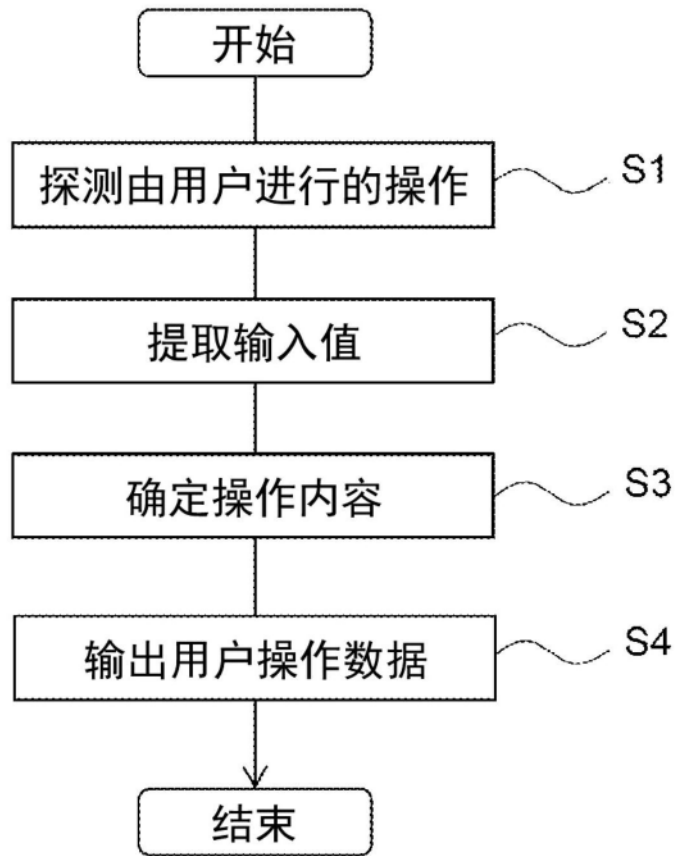 开始
探测由用户进行的操作
S1
提取输入值
S2
确定操作内容
S3
输出用户操作数据
S4
结束